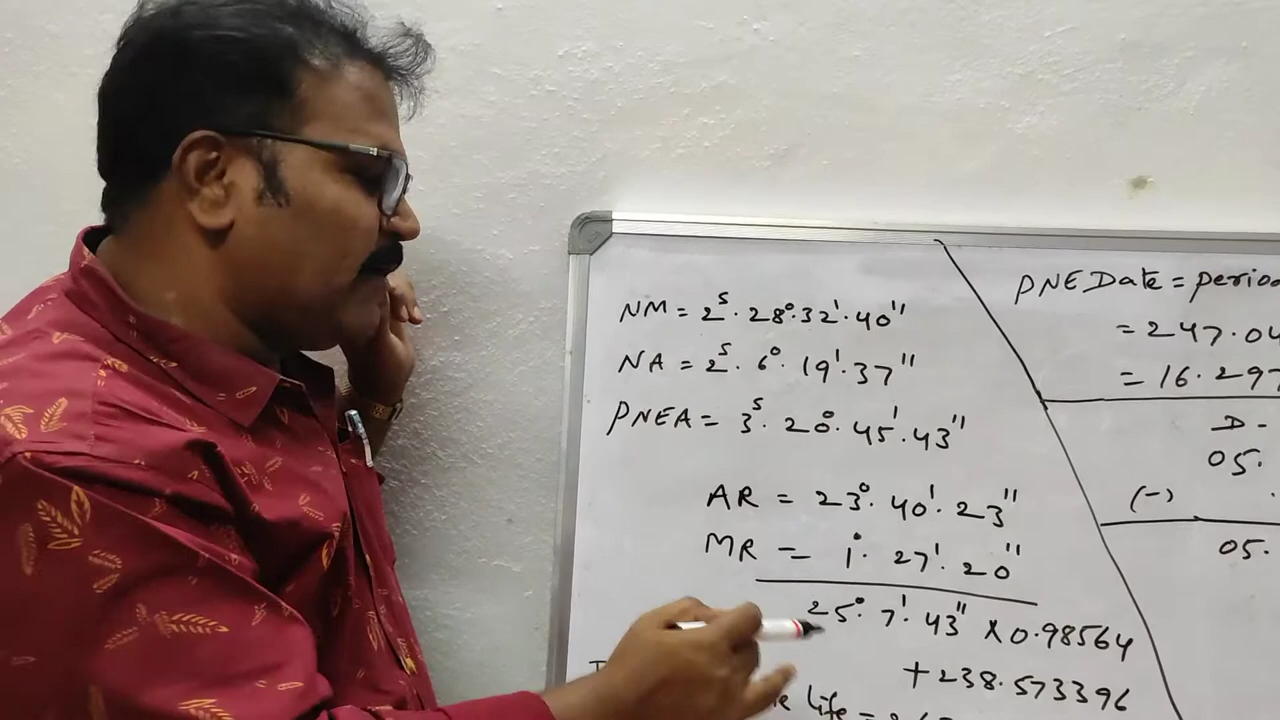 NM = 2ˢ. 28°. 32'. 40"
NA = 2ˢ. 6°. 19'. 37"
PNEA = 3ˢ. 20°. 45'. 43"
AR = 23°. 40'. 23"
MR = 1°. 27'. 20"
25°. 7'. 43" X 0.98564
+ 238.573396
life =
PNE Date = perio
= 247.04
= 16.297
D -
05.
(-)
05.